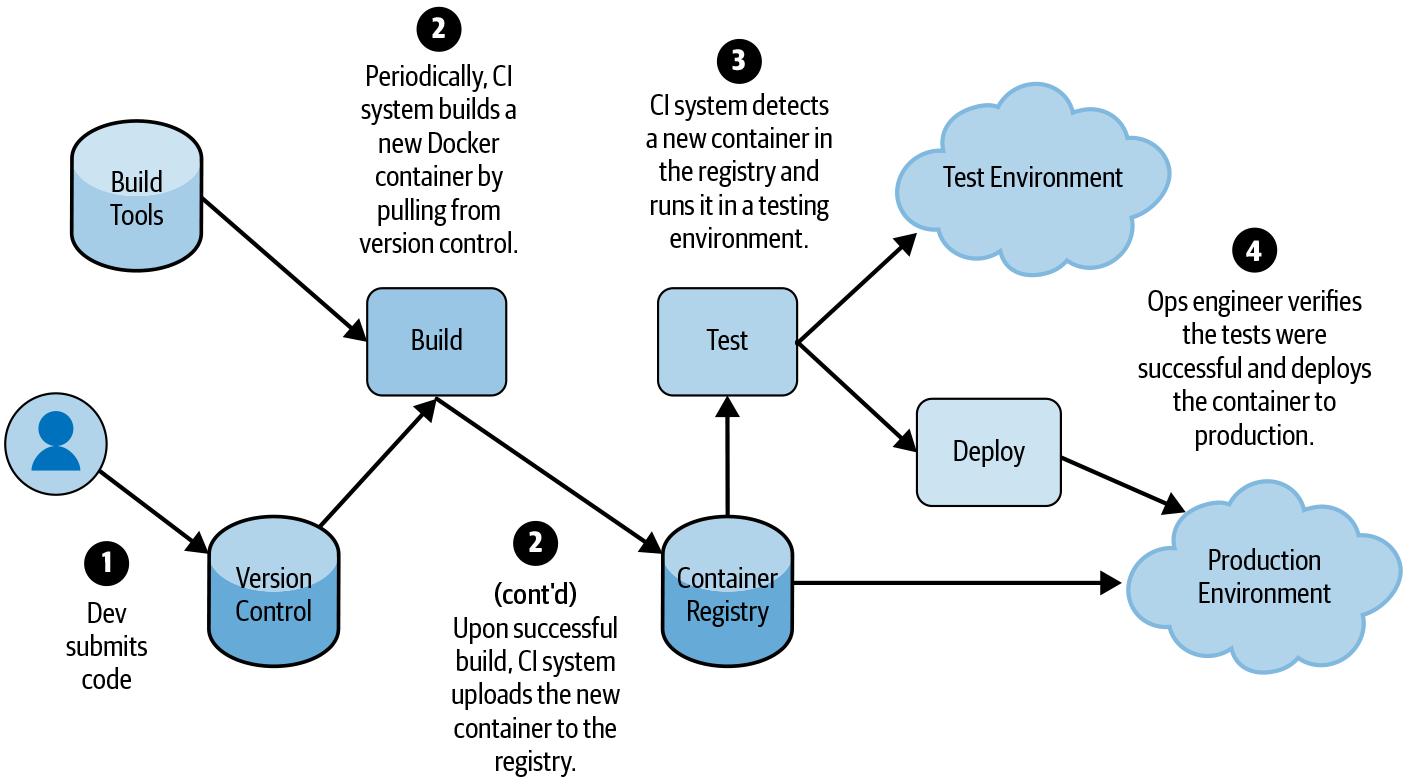 2
Periodically, CI
system builds a
new Docker
container by
pulling from
version control.
3
CI system detects
a new container in
the registry and
runs it in a testing
environment.
Test Environment
Build
Tools
4
Ops engineer verifies
the tests were
successful and deploys
the container to
production.
Build
Test
Deploy
1
Dev
submits
code
Version
Control
2
(cont'd)
Upon successful
build, CI system
uploads the new
container to the
registry.
Container
Registry
Production
Environment